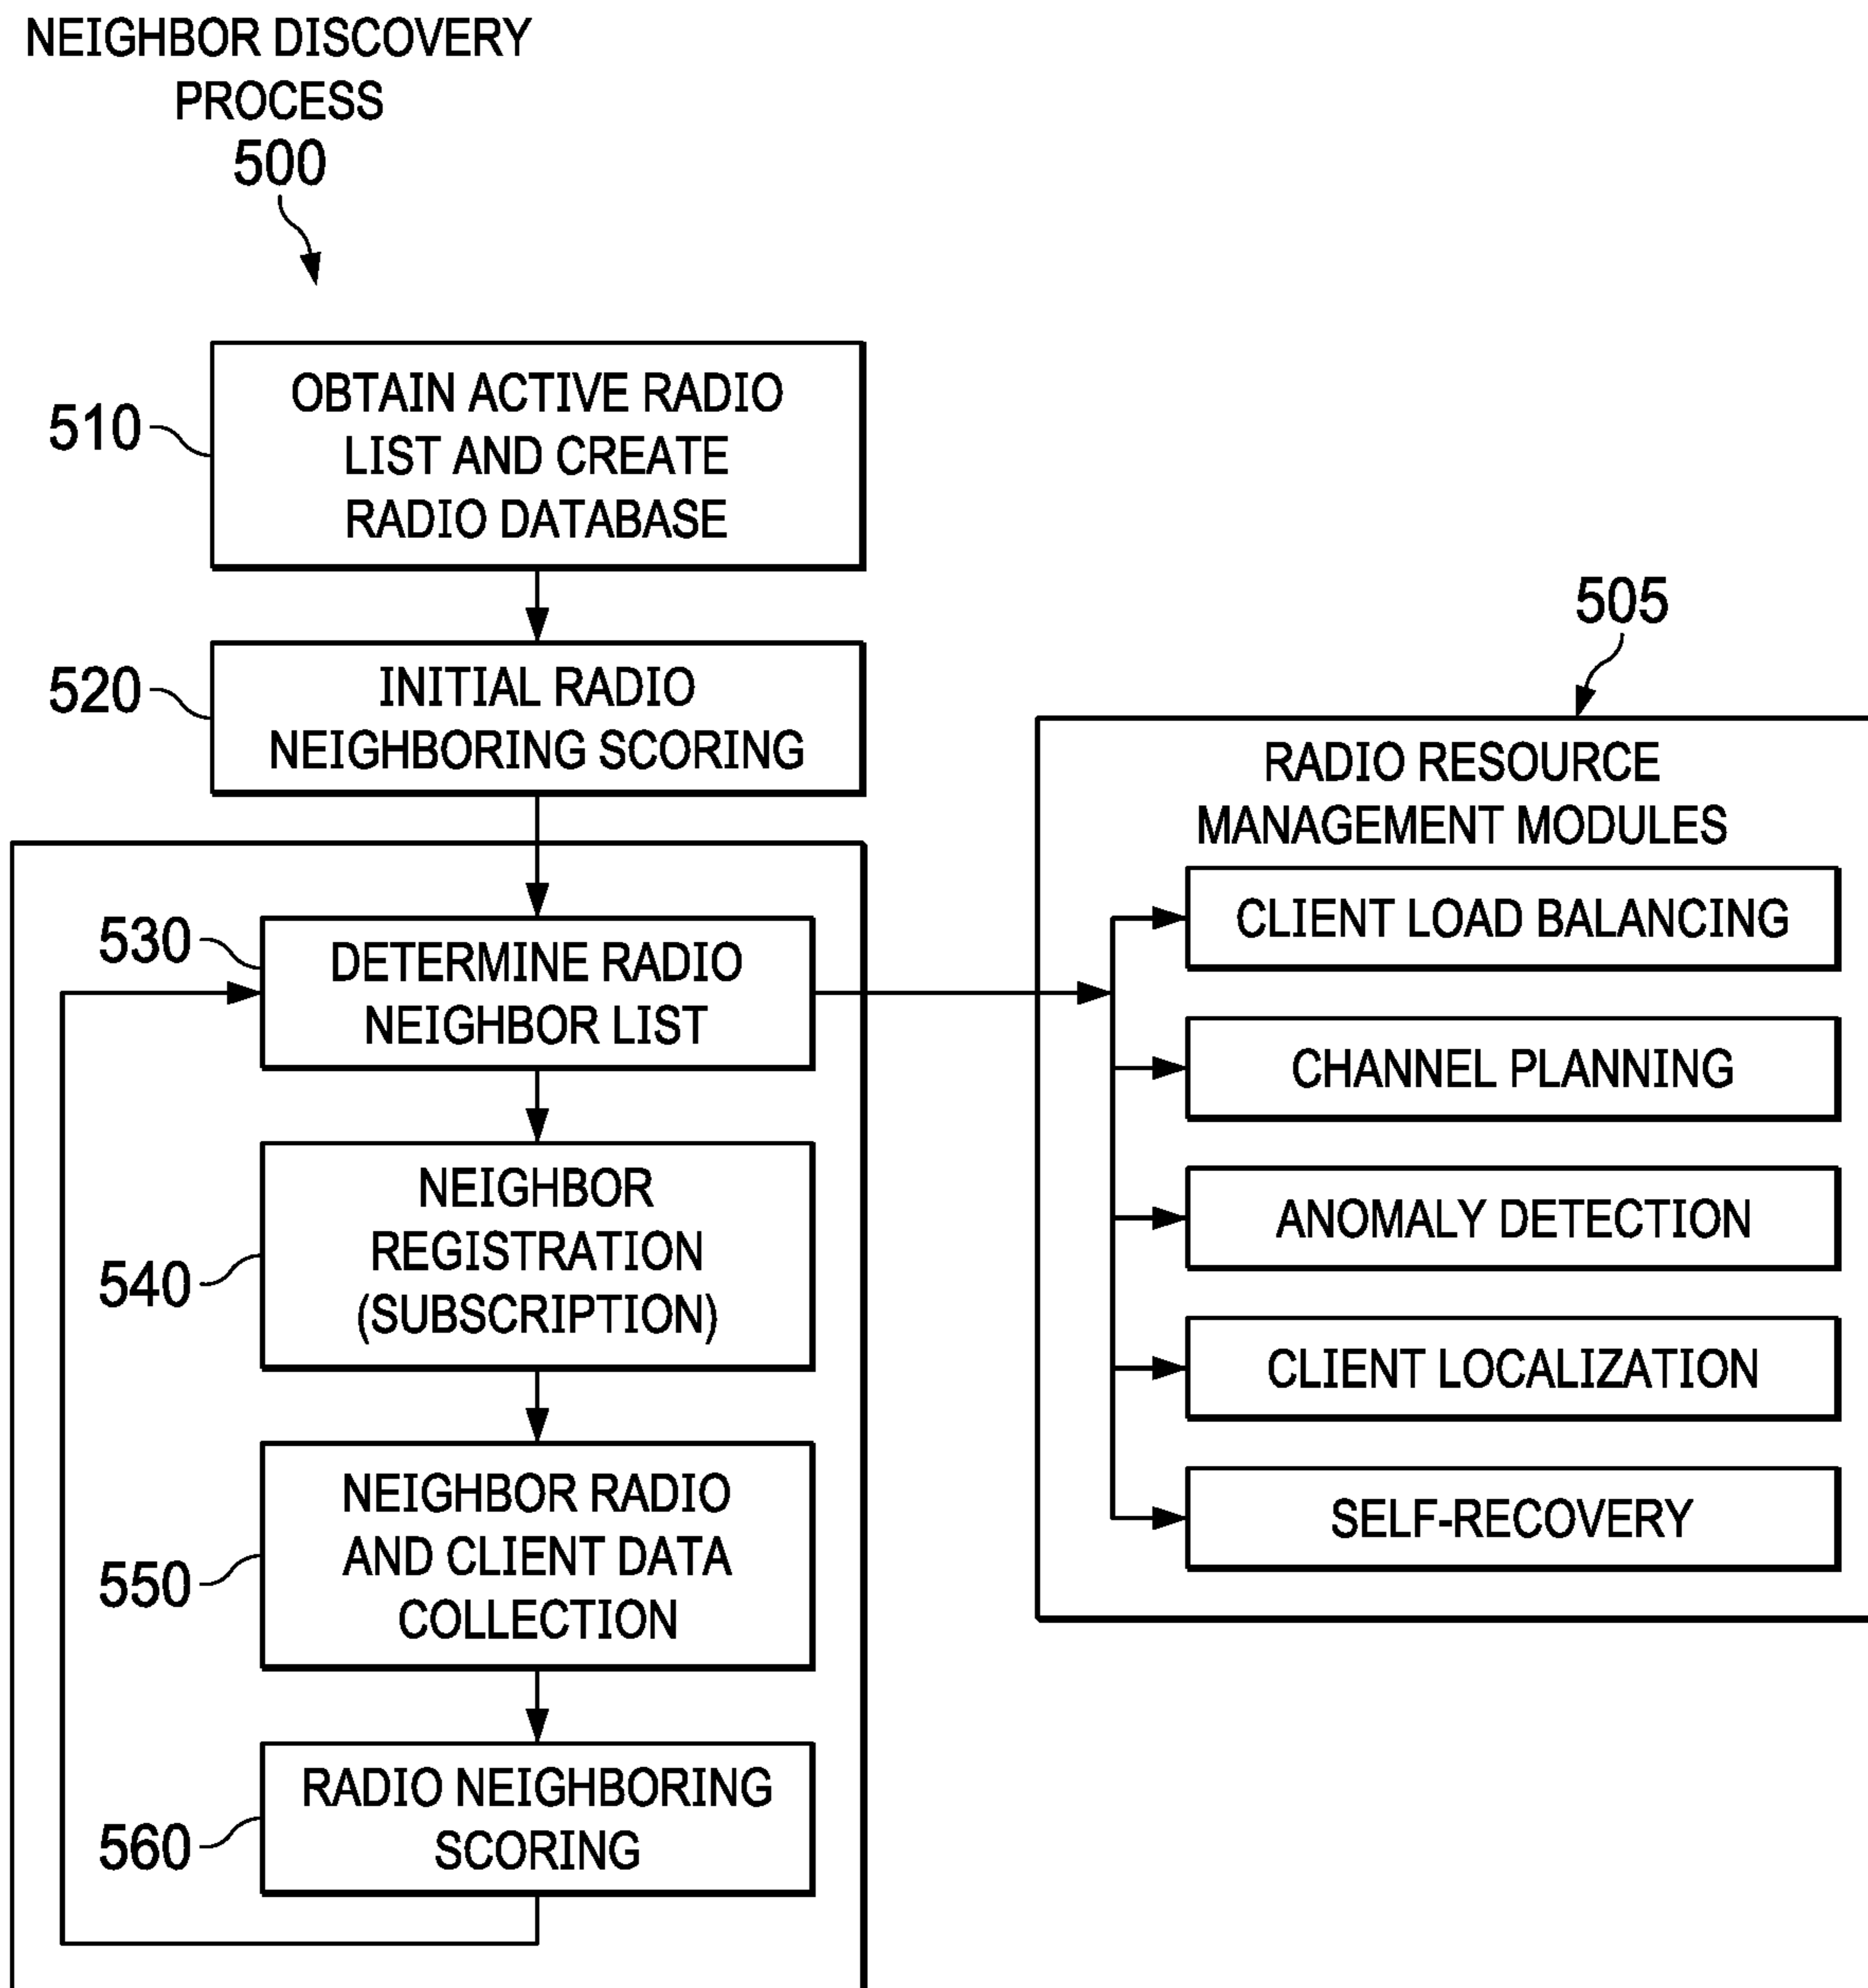 NEIGHBOR DISCOVERY
PROCESS
500
510
OBTAIN ACTIVE RADIO
LIST AND CREATE
RADIO DATABASE
520
INITIAL RADIO
NEIGHBORING SCORING
530
DETERMINE RADIO
NEIGHBOR LIST
540
NEIGHBOR
REGISTRATION
(SUBSCRIPTION)
550
NEIGHBOR RADIO
AND CLIENT DATA
COLLECTION
560
RADIO NEIGHBORING
SCORING
505
RADIO RESOURCE
MANAGEMENT MODULES
CLIENT LOAD BALANCING
CHANNEL PLANNING
ANOMALY DETECTION
CLIENT LOCALIZATION
SELF-RECOVERY